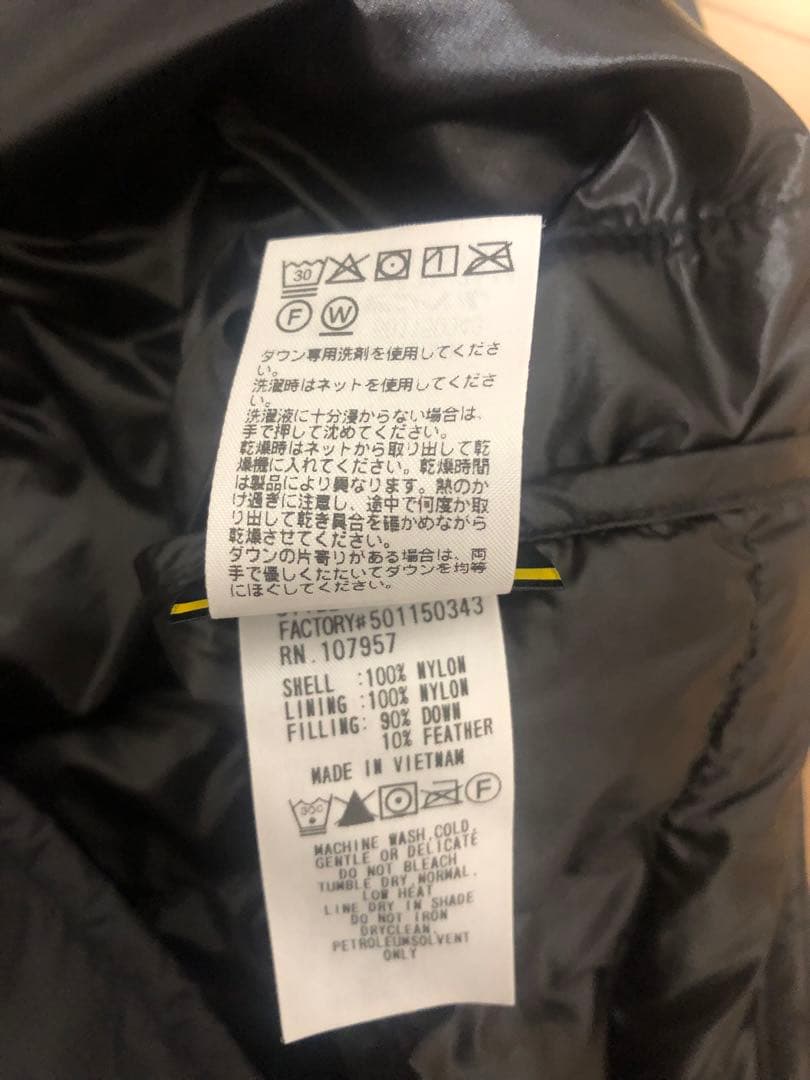 30
F W
ダウン専用洗剤を使用してくださ
い。
洗濯時はネットを使用してくださ
い。
洗濯液に十分浸からない場合は、
手で押して沈めてください。
乾燥時はネットから取り出して乾
燥機に入れてください。乾燥時間
は製品により異なります。熱のか
け過ぎに注意し、途中で何度か取
り出して乾き具合を確かめながら
乾燥させてください。
ダウンの片寄りがある場合は、両
手で優しくたたいてダウンを均等
にほぐしてください。
FACTORY#501150343
RN.107957
SHELL :100% NYLON
LINING :100% NYLON
FILLING: 90% DOWN
10% FEATHER
MADE IN VIETNAM
30C F
MACHINE WASH,COLD,
GENTLE OR DELICATE
DO NOT BLEACH
TUMBLE DRY,NORMAL,
LOW HEAT
LINE DRY IN SHADE
DO NOT IRON
DRYCLEAN,
PETROLEUMSOLVENT
ONLY